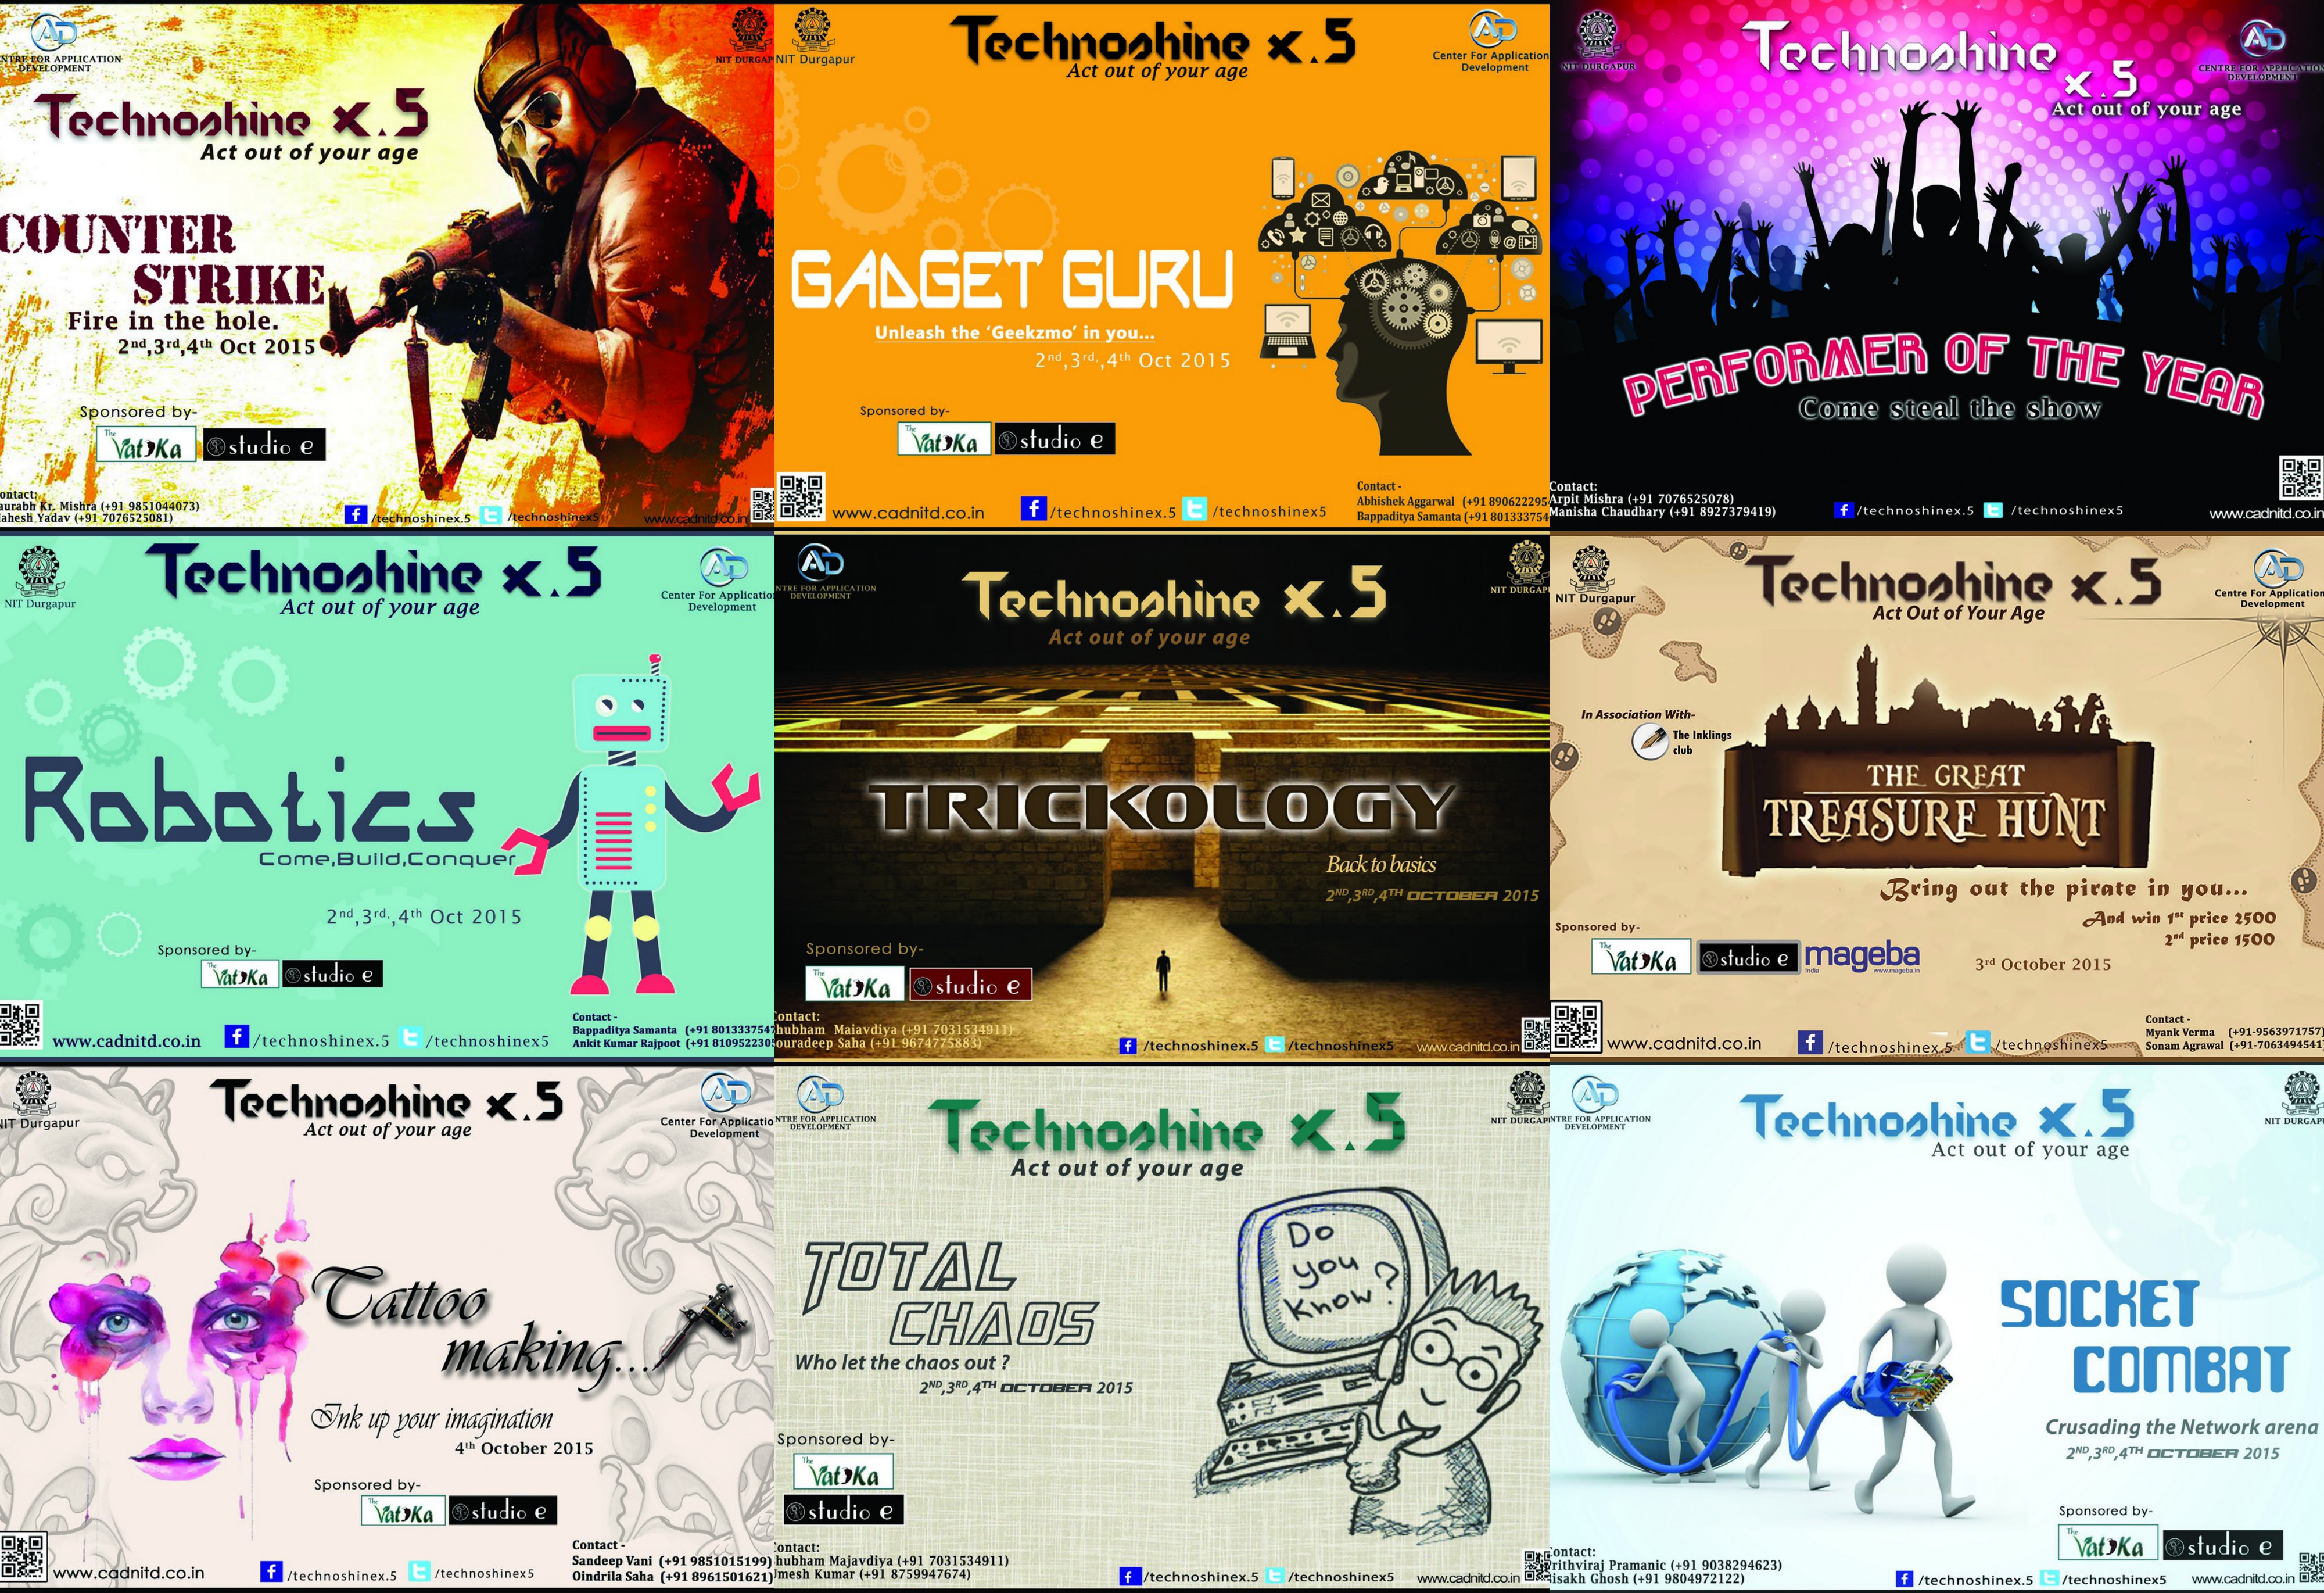 NTRE FOR APPLICATION
DEVELOPMENT
NIT DURGAP
Technoshine x.5
Act out of your age
COUNTER
STRIKE
Fire in the hole.
2nd,3rd,4th Oct 2015
Sponsored by-
The
Vatika
studio e
ontact:
aurabh Kr. Mishra (+91 9851044073)
ahesh Yadav (+91 7076525081)
/technoshinex.5
/technoshinex5
www.cadnitd.co.in
NIT Durgapur
Technoshine x.5
Act out of your age
Center For Application
Development
GADGET GURU
Unleash the ‘Geekzmo’ in you...
2nd,3rd,,4th Oct 2015
Sponsored by-
The
Vatika
studio e
www.cadnitd.co.in
/technoshinex.5
/technoshinex5
Contact -
Abhishek Aggarwal (+91 890622295
Bappaditya Samanta (+91 801333754
NIT DURGAPUR
Technoshine
x.5
Act out of your age
CENTRE FOR APPLICATION
DEVELOPMENT
PERFORMER OF THE YEAR
Come steal the show
Contact:
Arpit Mishra (+91 7076525078)
Manisha Chaudhary (+91 8927379419)
/technoshinex.5
/technoshinex5
www.cadnitd.co.in
NIT Durgapur
Technoshine x.5
Act out of your age
Center For Applicatio
Development
Robotics
Come,Build,Conquer
2nd,3rd,,4th Oct 2015
Sponsored by-
The
Vatika
studio e
www.cadnitd.co.in
/technoshinex.5
/technoshinex5
Contact -
Bappaditya Samanta (+91 8013337547
Ankit Kumar Rajpoot (+91 810952230
NTRE FOR APPLICATION
DEVELOPMENT
Technoshine x.5
Act out of your age
NIT DURGAP
TRICKOLOGY
Back to basics
2ND,3RD,4TH OCTOBER 2015
Sponsored by-
The
Vatika
studio e
ontact:
hubham Maiavdiya (+91 7031534911)
ouradeep Saha (+91 9674775883)
/technoshinex.5
/technoshinex5
www.cadnitd.co.in
NIT Durgapur
Technoshine x.5
Act Out of Your Age
Center For Application
Development
In Association With-
The Inklings
club
THE GREAT
TREASURE HUNT
Bring out the pirate in you...
And win 1st price 2500
2nd price 1500
Sponsored by-
The
Vatika
studio e
mageba
India www.mageba.in
3rd October 2015
www.cadnitd.co.in
/technoshinex.5
/technoshinex5
Contact -
Myank Verma (+91-9563971757)
Sonam Agrawal (+91-7063494541)
NIT Durgapur
Technoshine x.5
Act out of your age
Center For Applicatio
Development
Tattoo
making...
Ink up your imagination
4th October 2015
Sponsored by-
The
Vatika
studio e
www.cadnitd.co.in
/technoshinex.5
/technoshinex5
Contact -
Sandeep Vani (+91 9851015199)
Oindrila Saha (+91 8961501621)
NTRE FOR APPLICATION
DEVELOPMENT
Technoshine x.5
Act out of your age
NIT DURGAP
TOTAL
CHAOS
Who let the chaos out ?
2ND,3RD,4TH OCTOBER 2015
Do
you
know?
Sponsored by-
The
Vatika
studio e
ontact:
hubham Majavdiya (+91 7031534911)
Jmesh Kumar (+91 8759947674)
/technoshinex.5
/technoshinex5
www.cadnitd.co.in
NTRE FOR APPLICATION
DEVELOPMENT
Technoshine x.5
Act out of your age
NIT DURGAP
SOCKET
COMBAT
Crusading the Network arena
2ND,3RD,4TH OCTOBER 2015
Sponsored by-
The
Vatika
studio e
ontact:
rithviraj Pramanic (+91 9038294623)
isakh Ghosh (+91 9804972122)
/technoshinex.5
/technoshinex5
www.cadnitd.co.in